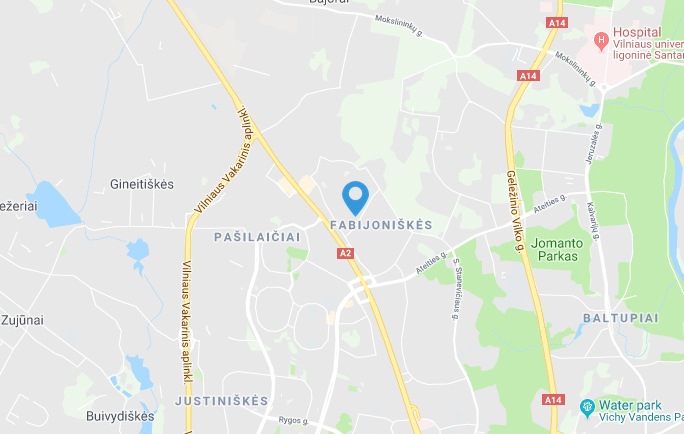 Bajorai
Mokslininkų g.
A14
Hospital
Vilniaus univer
ligoninė Santar
Mokslininkų g.
A14
Vilniaus Vakarinis aplinkl.
Jeruzalės g.
Gineitiškės
Geležinio Vilko g.
ežeriai
Ateities g.
Kalvarijų g.
FABIJONIŠKĖS
PAŠILAIČIAI
Jomanto
Parkas
A2
Ateities g.
S. Stanevičiaus g.
Vilniaus Vakarinis aplinkl.
Zujūnai
BALTUPIAI
JUSTINIŠKĖS
A14
Water park
Vichy Vandens Pa
Buivydiškės
Rygos g.